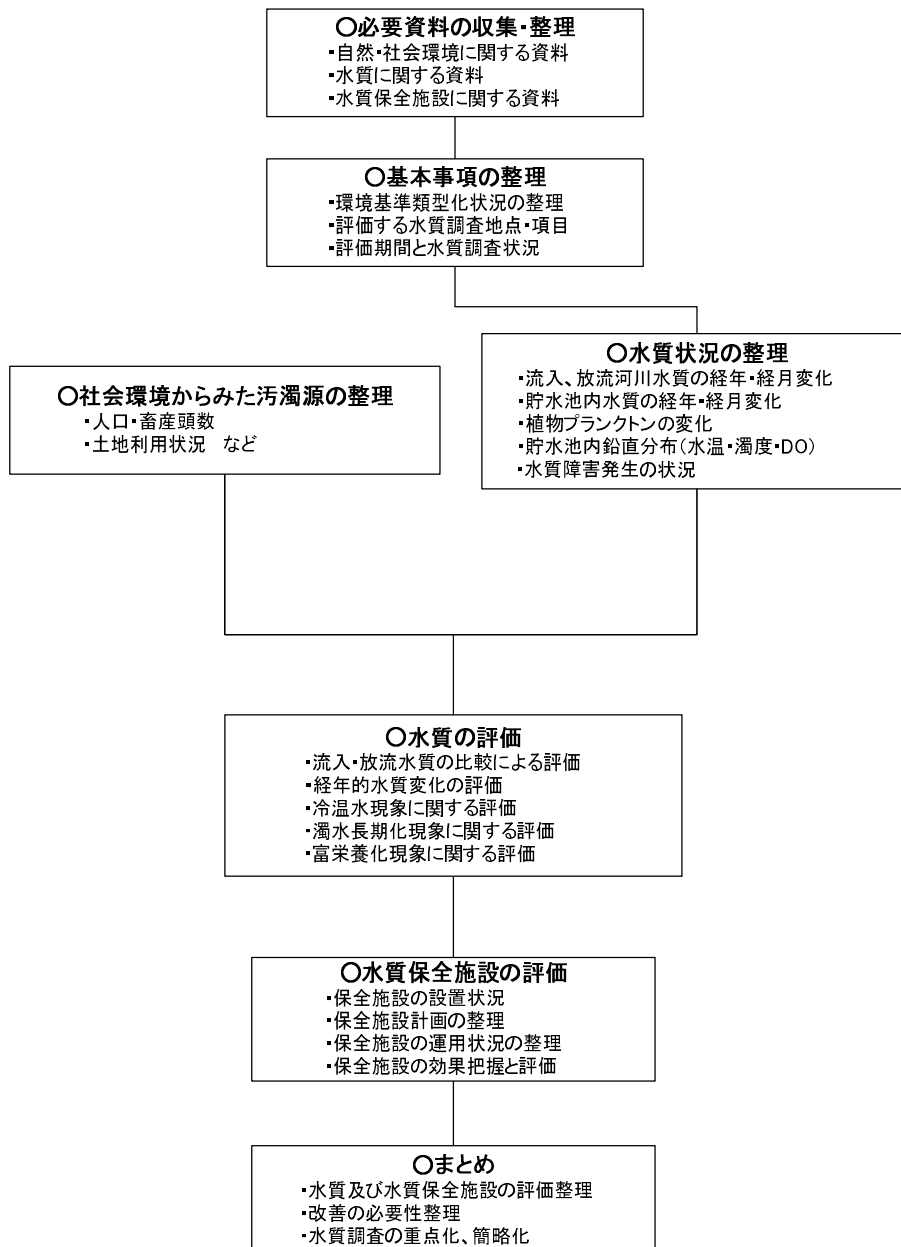 ○必要資料の収集・整理
・自然・社会環境に関する資料
・水質に関する資料
・水質保全施設に関する資料
○基本事項の整理
・環境基準類型化状況の整理
・評価する水質調査地点・項目
・評価期間と水質調査状況
○社会環境からみた汚濁源の整理
・人口・畜産頭数
・土地利用状況　など
○水質状況の整理
・流入、放流河川水質の経年・経月変化
・貯水池内水質の経年・経月変化
・植物プランクトンの変化
・貯水池内鉛直分布(水温・濁度・DO)
・水質障害発生の状況
○水質の評価
・流入・放流水質の比較による評価
・経年的水質変化の評価
・冷温水現象に関する評価
・濁水長期化現象に関する評価
・富栄養化現象に関する評価
○水質保全施設の評価
・保全施設の設置状況
・保全施設計画の整理
・保全施設の運用状況の整理
・保全施設の効果把握と評価
○まとめ
・水質及び水質保全施設の評価整理
・改善の必要性整理
・水質調査の重点化、簡略化